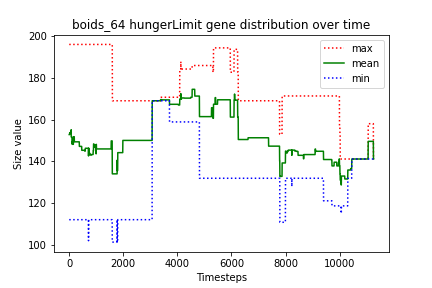 boids_64 hungerLimit gene distribution over time
max
mean
min
Size value
200
180
160
140
120
100
0 2000 4000 6000 8000 10000
Timesteps